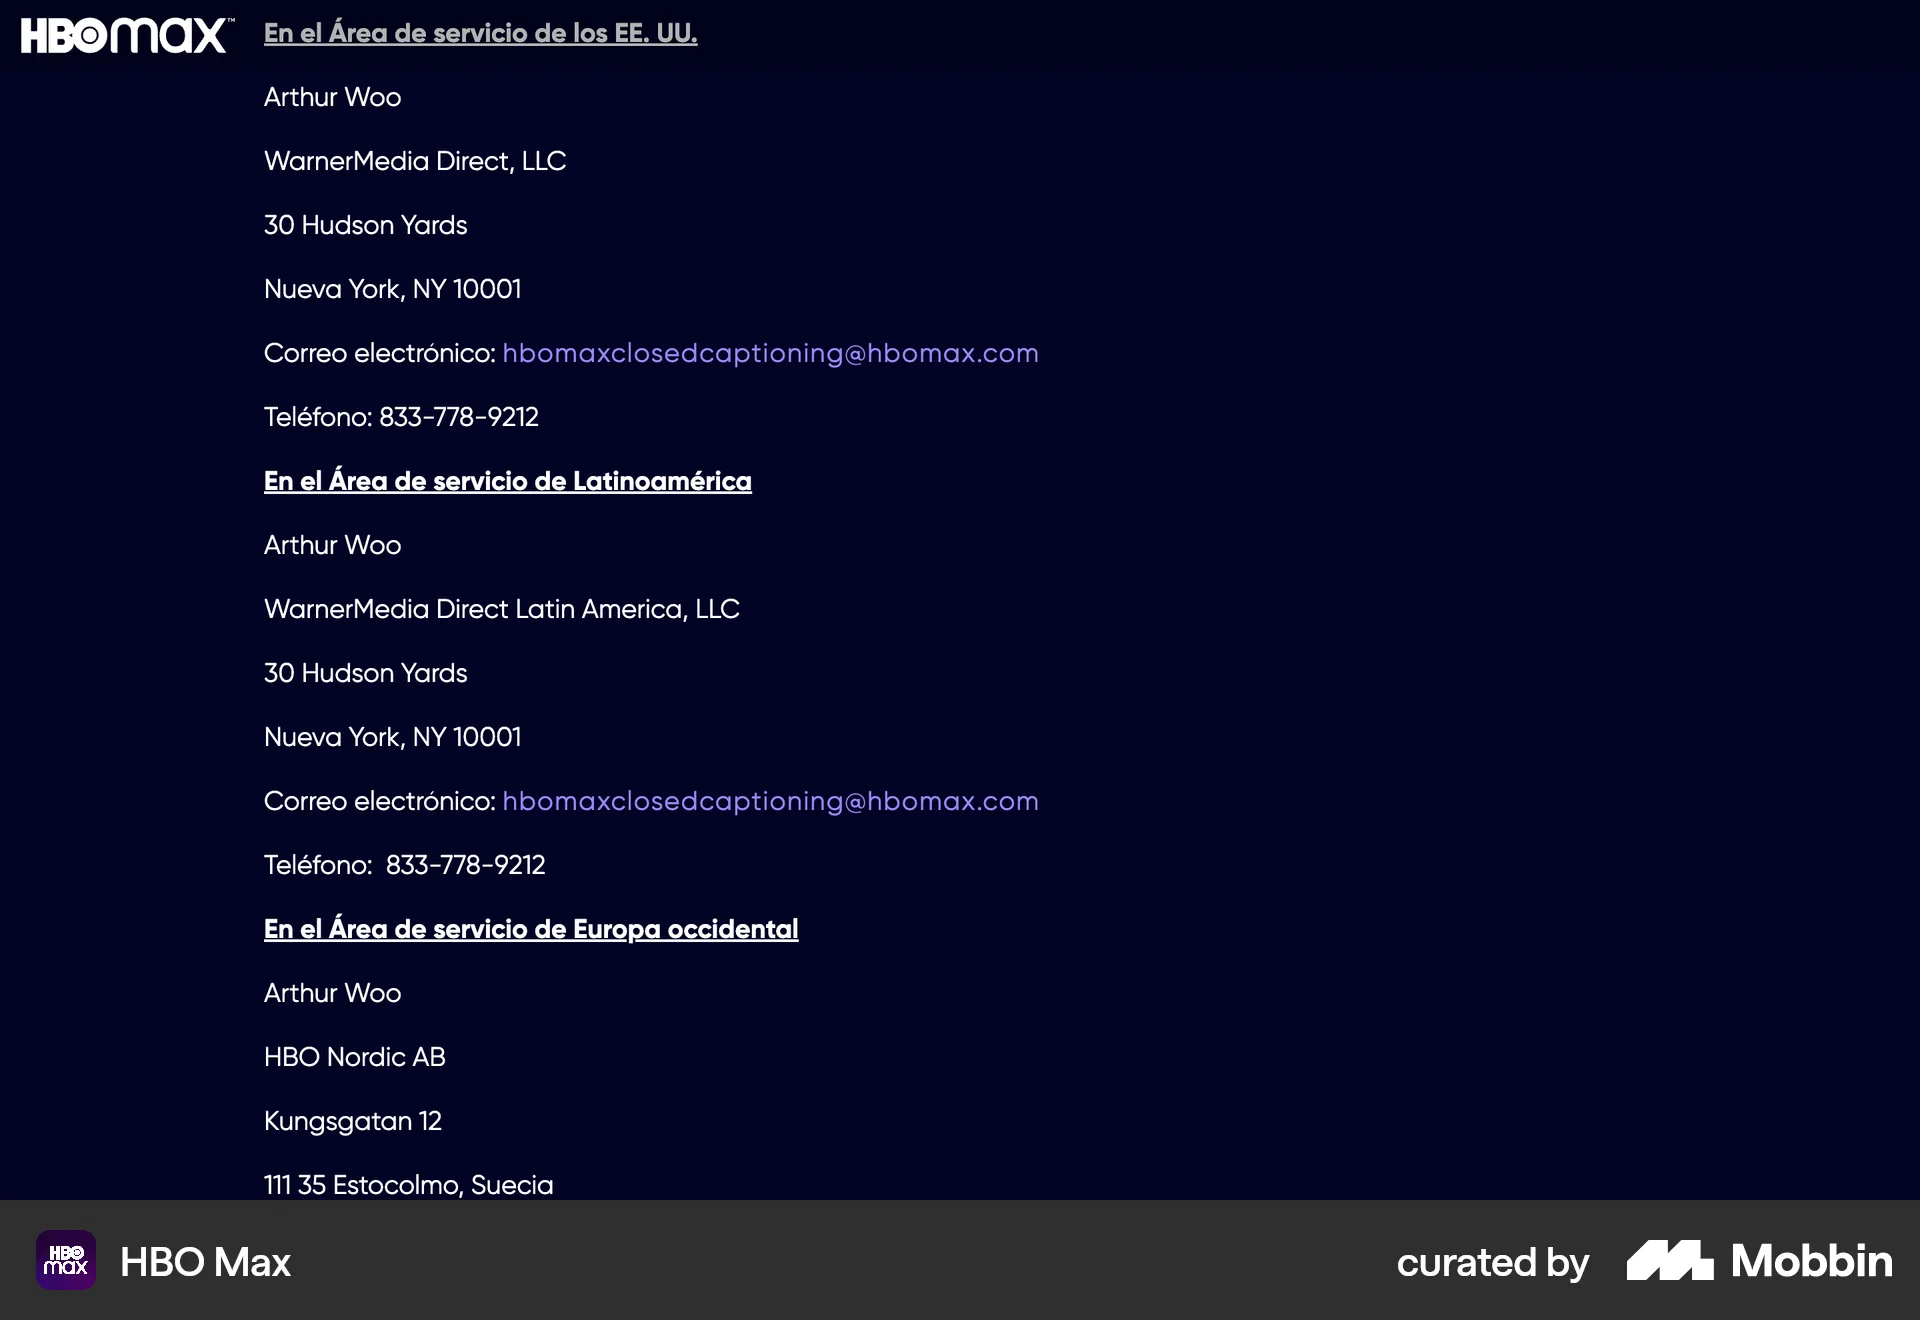 HBOMAX™
En el Área de servicio de los EE. UU.
Arthur Woo
WarnerMedia Direct, LLC
30 Hudson Yards
Nueva York, NY 10001
Correo electrónico: hbomaxclosedcaptioning@hbomax.com
Teléfono: 833-778-9212
En el Área de servicio de Latinoamérica
Arthur Woo
WarnerMedia Direct Latin America, LLC
30 Hudson Yards
Nueva York, NY 10001
Correo electrónico: hbomaxclosedcaptioning@hbomax.com
Teléfono:  833-778-9212
En el Área de servicio de Europa occidental
Arthur Woo
HBO Nordic AB
Kungsgatan 12
111 35 Estocolmo, Suecia
HBO
max
HBO Max
curated by Mobbin